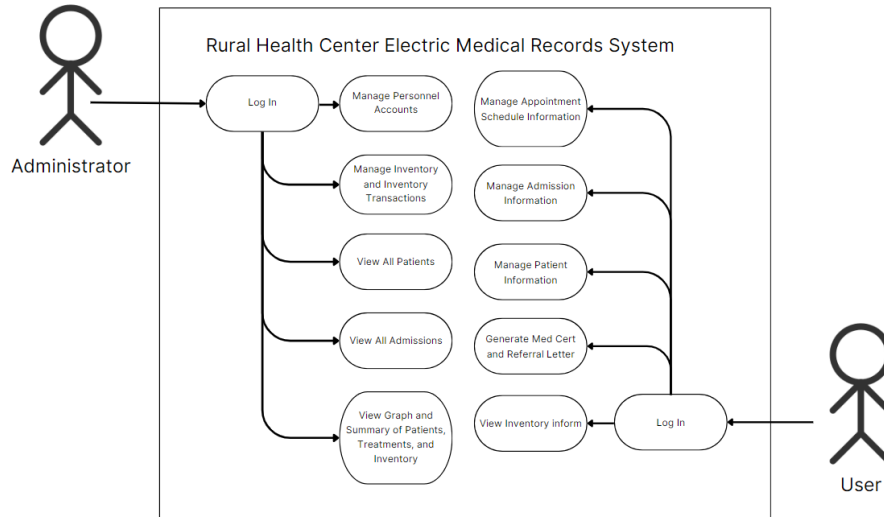 Rural Health Center Electric Medical Records System
Administrator
Log In
Manage Personnel
Accounts
Manage Inventory
and Inventory
Transactions
View All Patients
View All Admissions
View Graph and
Summary of Patients,
Treatments, and
Inventory
Manage Appointment
Schedule Information
Manage Admission
Information
Manage Patient
Information
Generate Med Cert
and Referral Letter
View Inventory inform
Log In
User